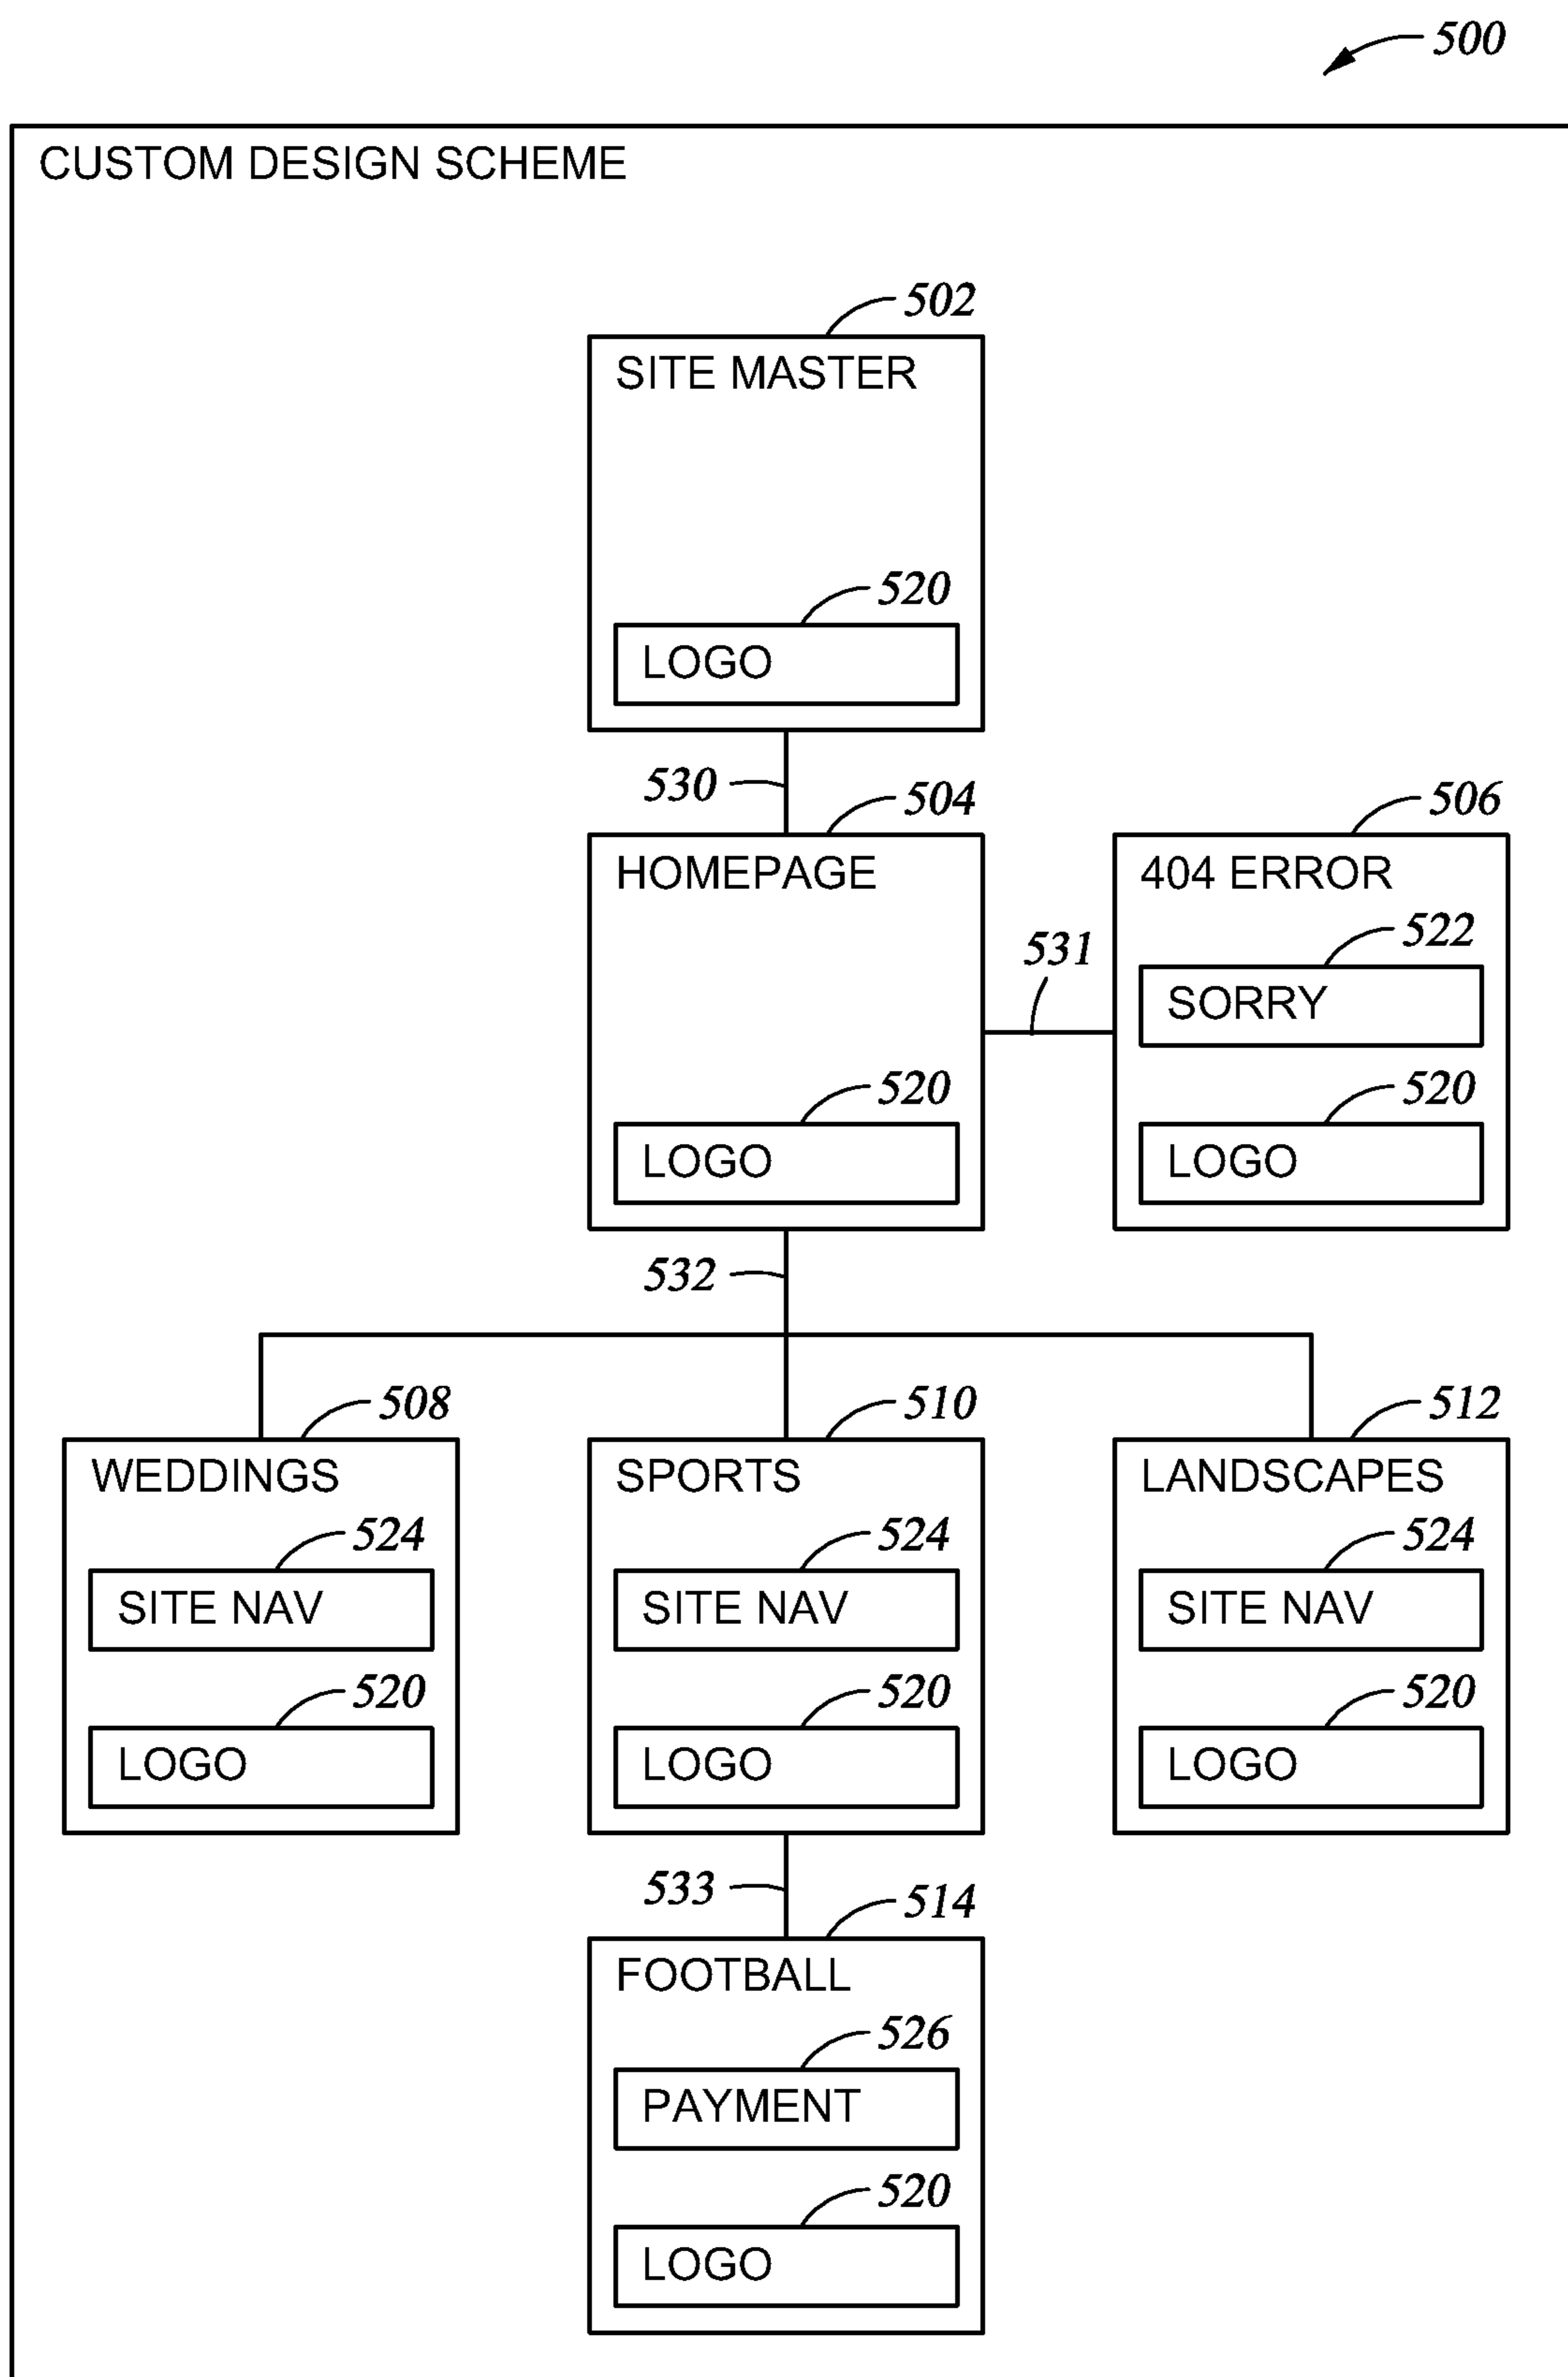 500
CUSTOM DESIGN SCHEME
502
SITE MASTER
520
LOGO
530
504
506
HOMEPAGE
404 ERROR
522
531
SORRY
520
520
LOGO
LOGO
532
508
510
512
WEDDINGS
SPORTS
LANDSCAPES
524
524
524
SITE NAV
SITE NAV
SITE NAV
520
520
520
LOGO
LOGO
LOGO
533
514
FOOTBALL
526
PAYMENT
520
LOGO